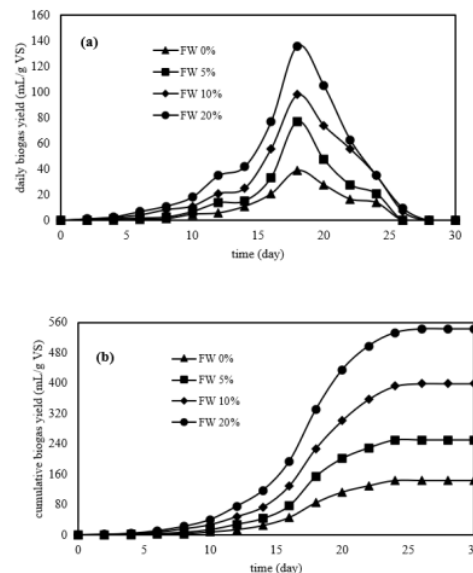 160
140
120
100
80
60
40
20
0
daily biogas yield (mL/g VS)
(a)
FW 0%
FW 5%
FW 10%
FW 20%
0 5 10 15 20 25 30
time (day)
560
480
400
320
240
160
80
0
cumulative biogas yield (mL/g VS)
(b)
FW 0%
FW 5%
FW 10%
FW 20%
0 5 10 15 20 25
time (day)